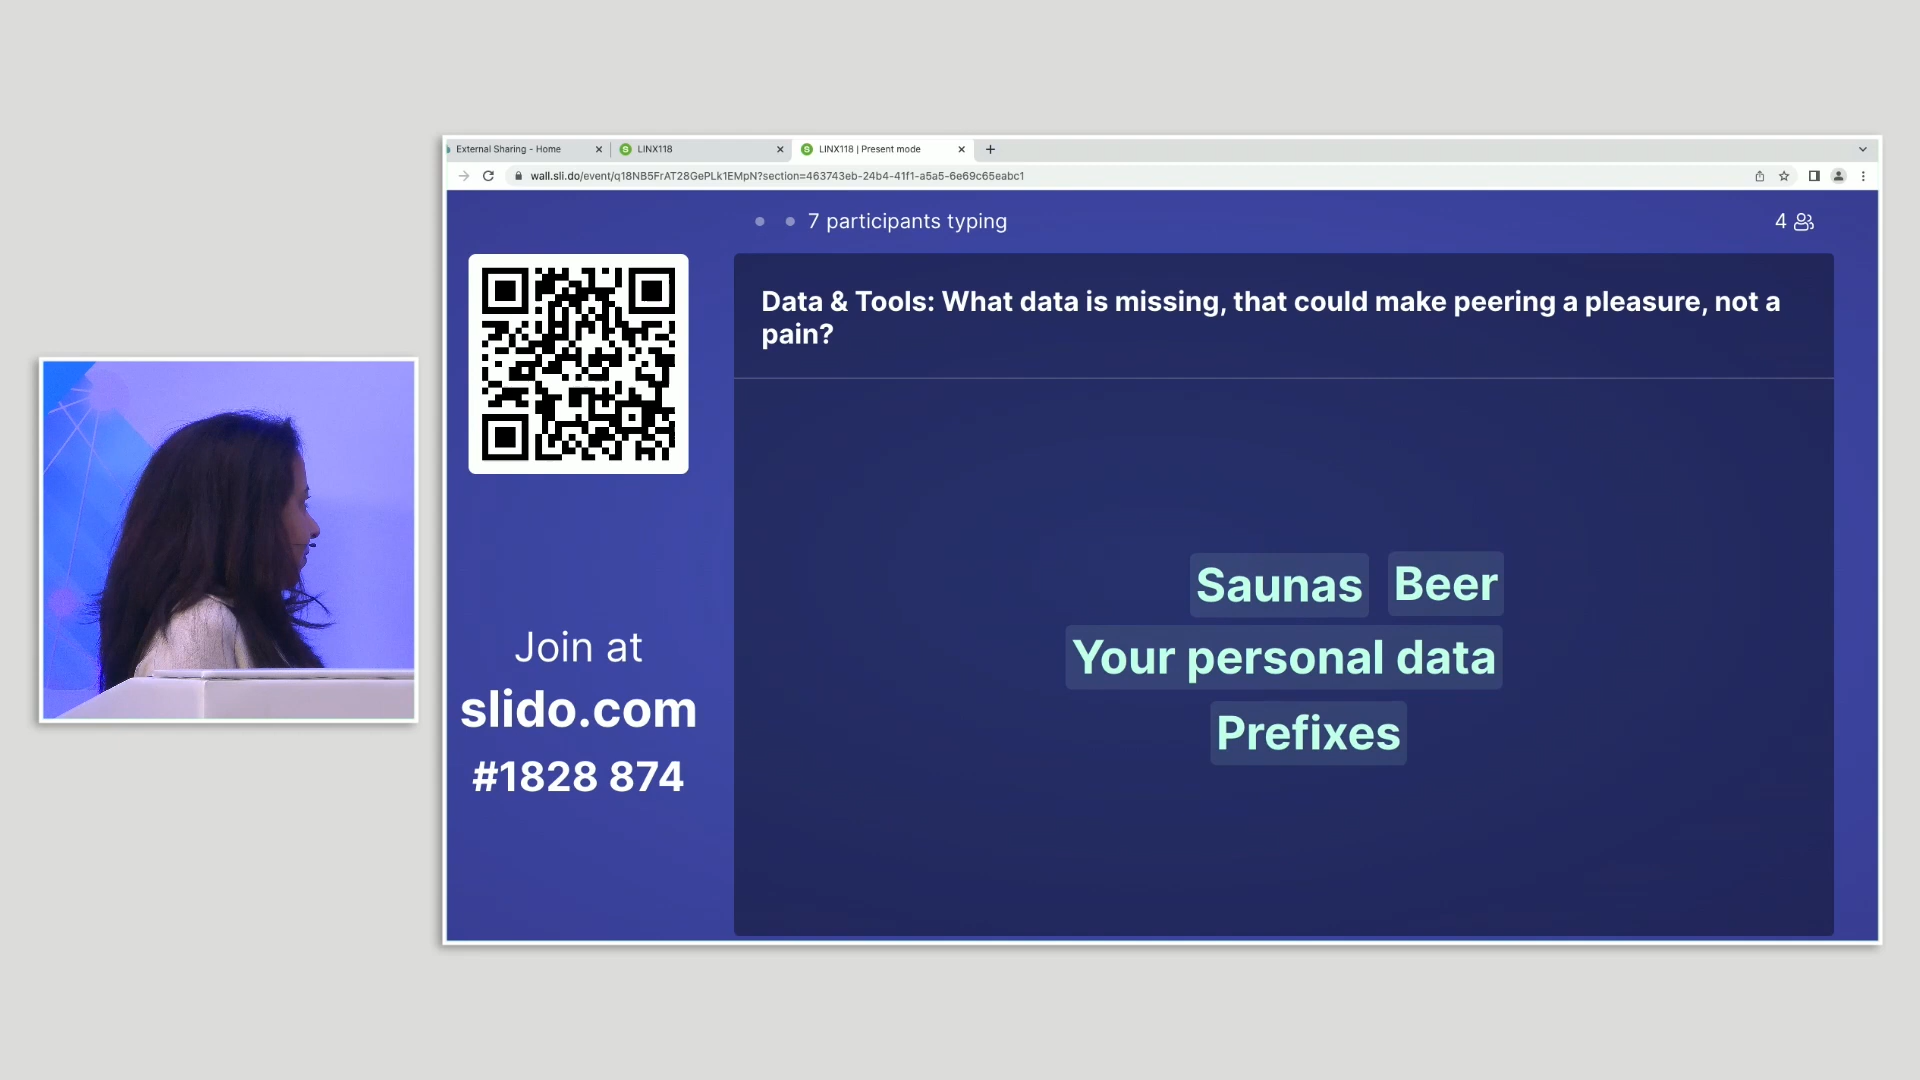 External Sharing - Home
LINX118
LINX118 | Present mode
wall.sli.do/event/q18NB5FrAT28GePLk1EMpN?section=463743eb-24b4-41f1-a5a5-6e69c65eabc1
7 participants typing
4
Data & Tools: What data is missing, that could make peering a pleasure, not a
pain?
Saunas Beer
Your personal data
Prefixes
Join at
slido.com
#1828 874